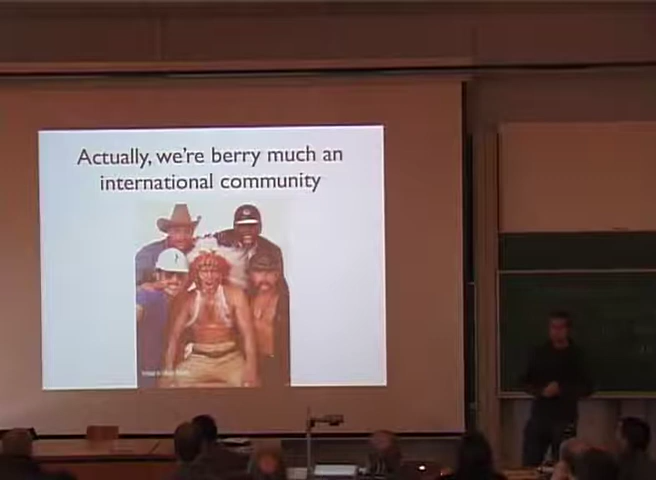 Actually, we're berry much an
international community